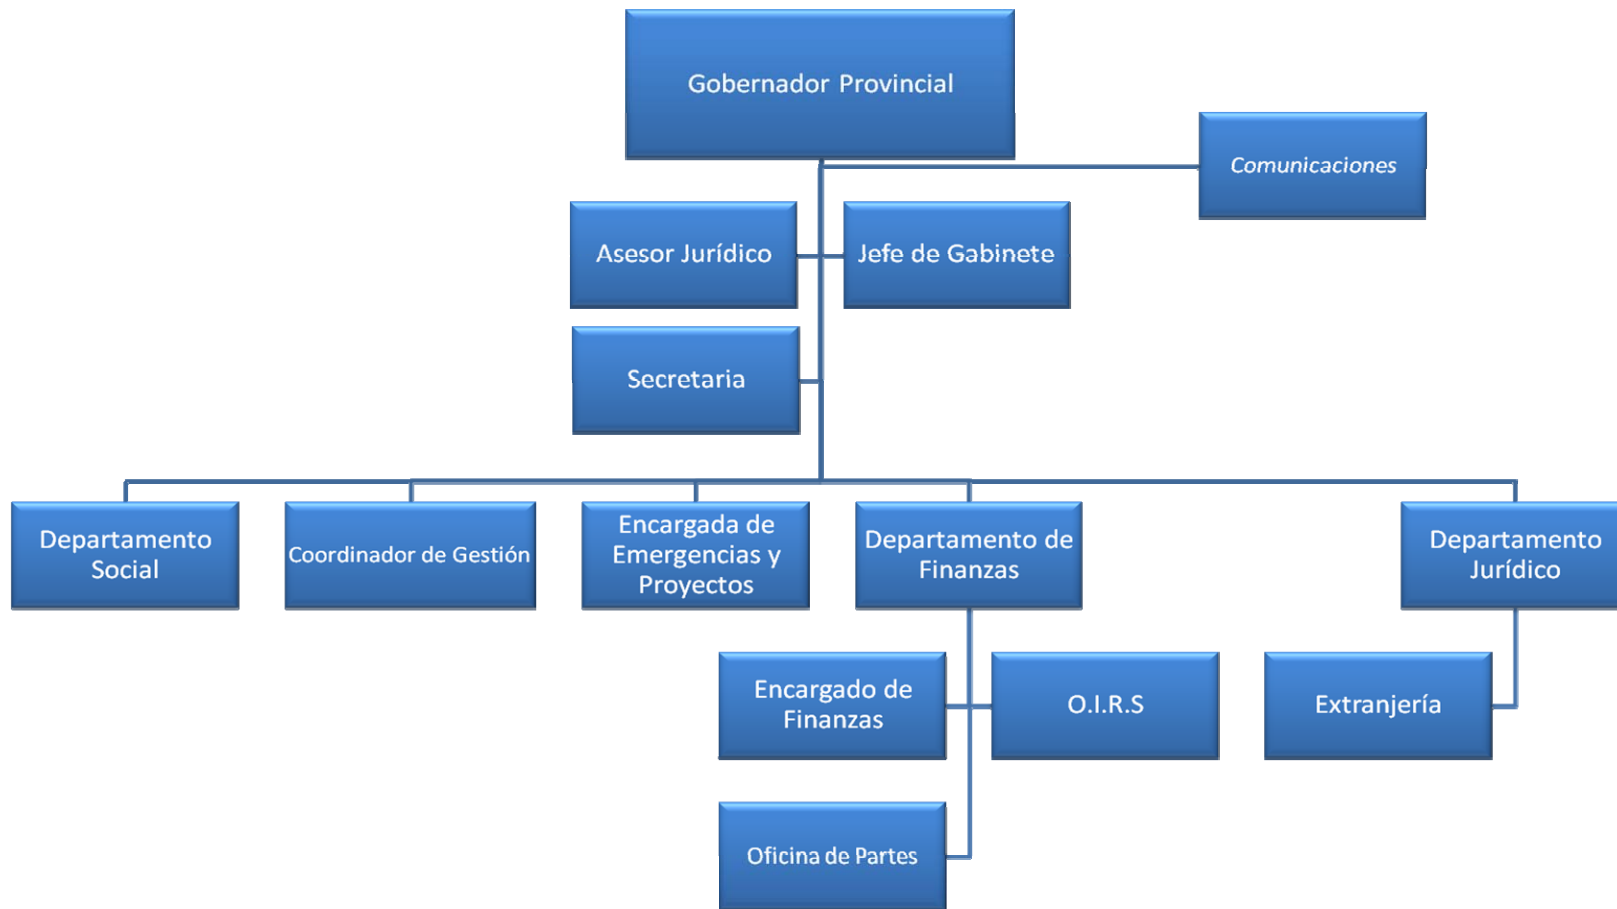 Gobernador Provincial
Comunicaciones
Asesor Jurídico
Jefe de Gabinete
Secretaria
Departamento
Social
Coordinador de Gestión
Encargada de
Emergencias y
Proyectos
Departamento de
Finanzas
Departamento
Jurídico
Encargado de
Finanzas
O.I.R.S
Extranjería
Oficina de Partes